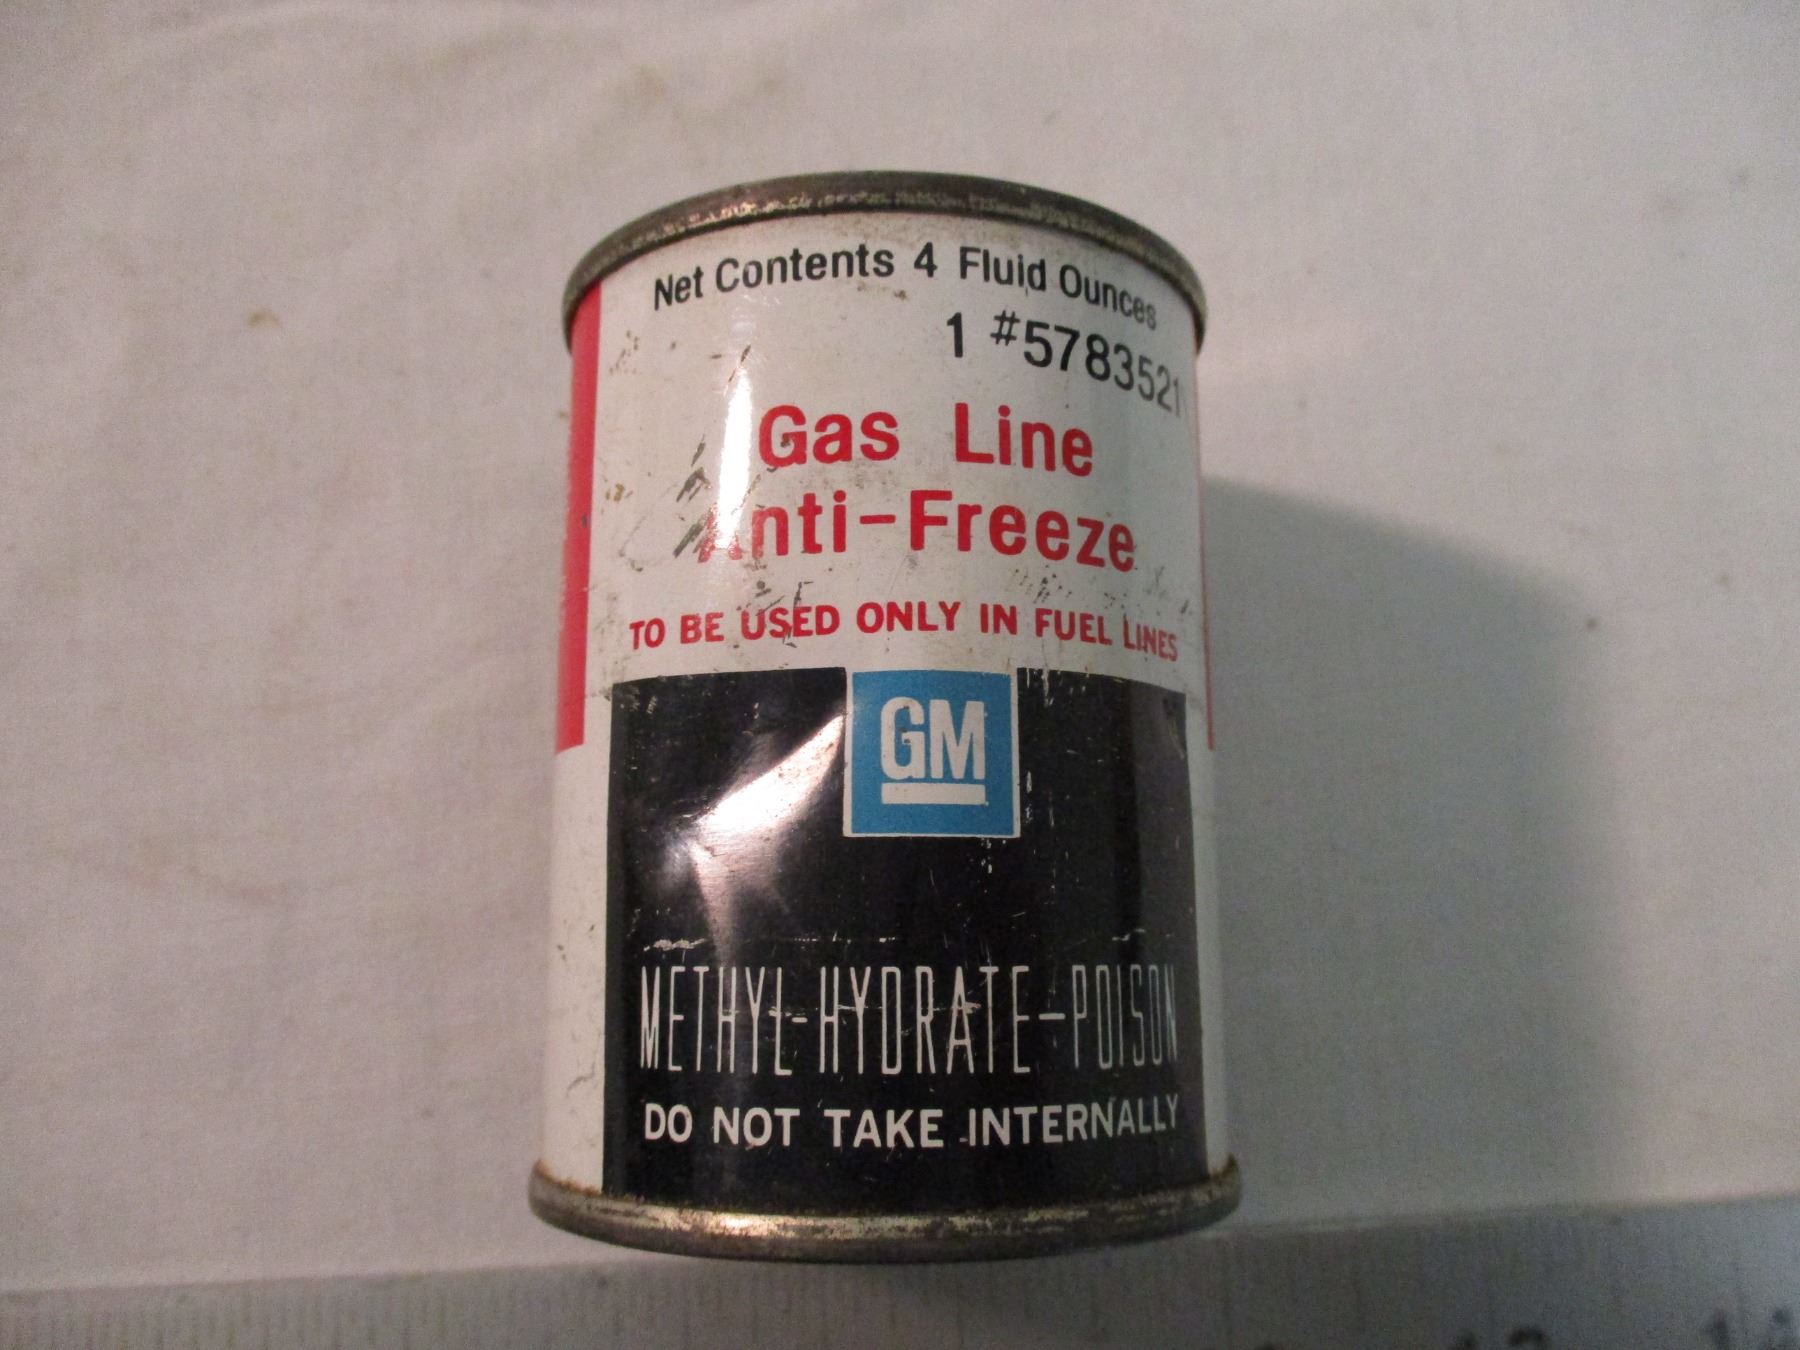 Net Contents 4 Fluid Ounces
1 #5783521
Gas Line
Anti-Freeze
TO BE USED ONLY IN FUEL LINES
GM
METHYL-HYDRATE-POISON
DO NOT TAKE INTERNALLY